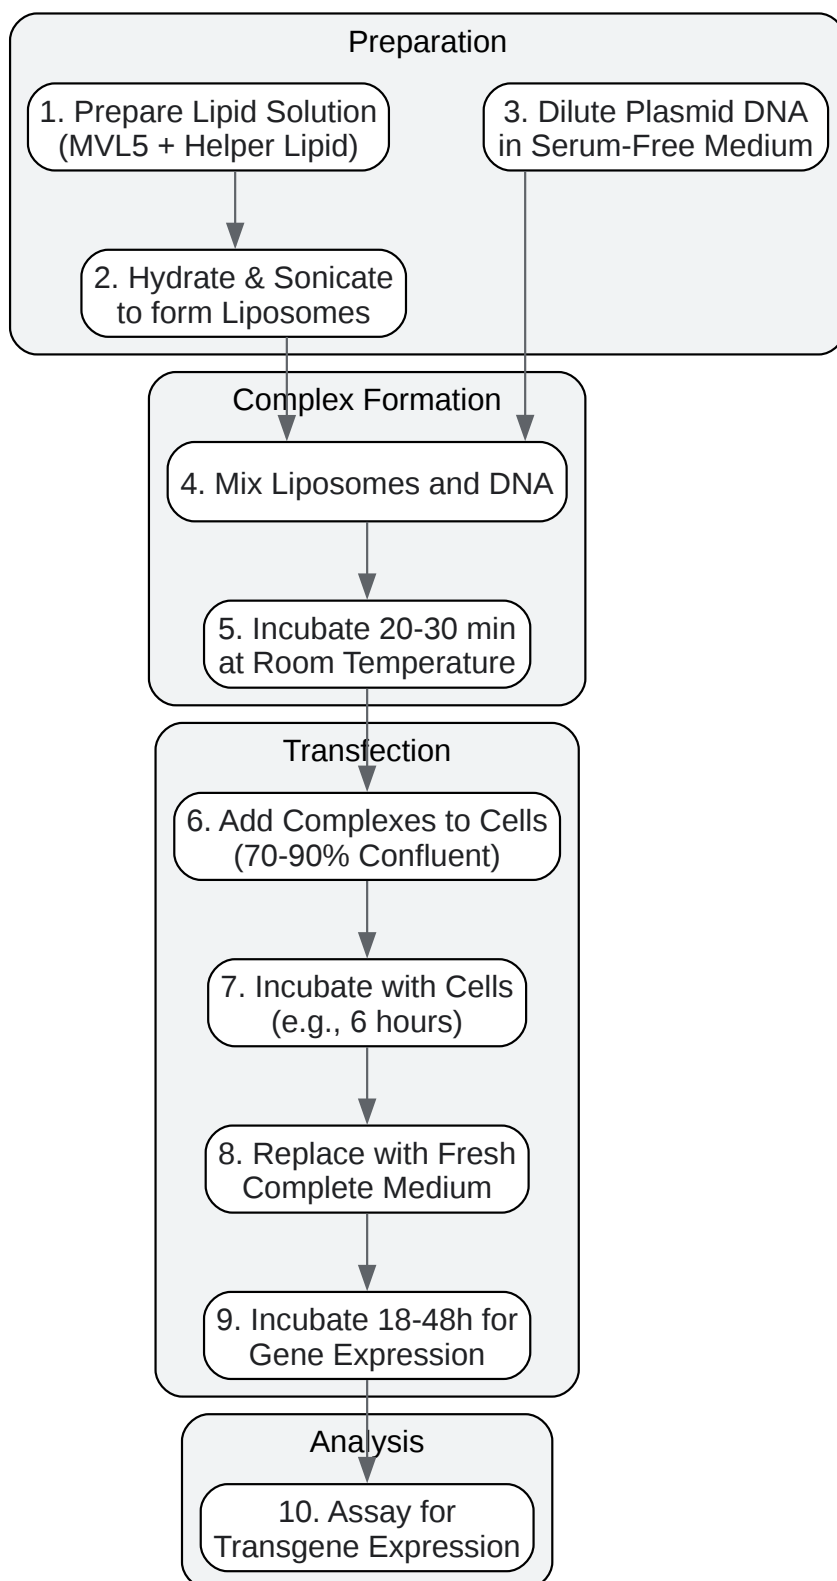 Preparation
1. Prepare Lipid Solution
(MVL5 + Helper Lipid)
3. Dilute Plasmid DNA
in Serum-Free Medium
2. Hydrate & Sonicate
to form Liposomes
Complex Formation
4. Mix Liposomes and DNA
5. Incubate 20-30 min
at Room Temperature
Transfection
6. Add Complexes to Cells
(70-90% Confluent)
7. Incubate with Cells
(e.g., 6 hours)
8. Replace with Fresh
Complete Medium
9. Incubate 18-48h for
Gene Expression
Analysis
10. Assay for
Transgene Expression